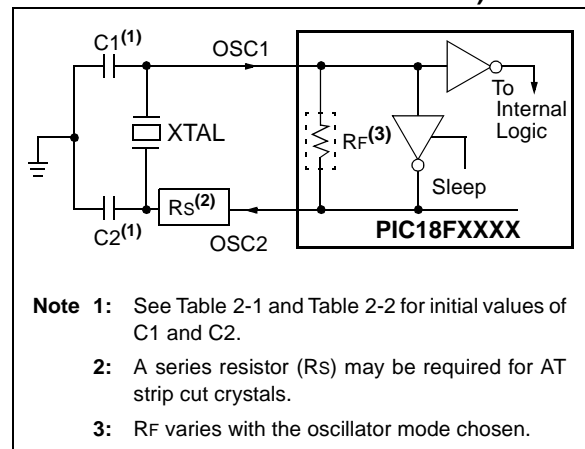 C1(1)
OSC1
To
Internal
Logic
XTAL
RF(3)
Sleep
RS(2)
C2(1)
OSC2
PIC18FXXXX
Note 1: See Table 2-1 and Table 2-2 for initial values of
C1 and C2.
2: A series resistor (RS) may be required for AT
strip cut crystals.
3: RF varies with the oscillator mode chosen.